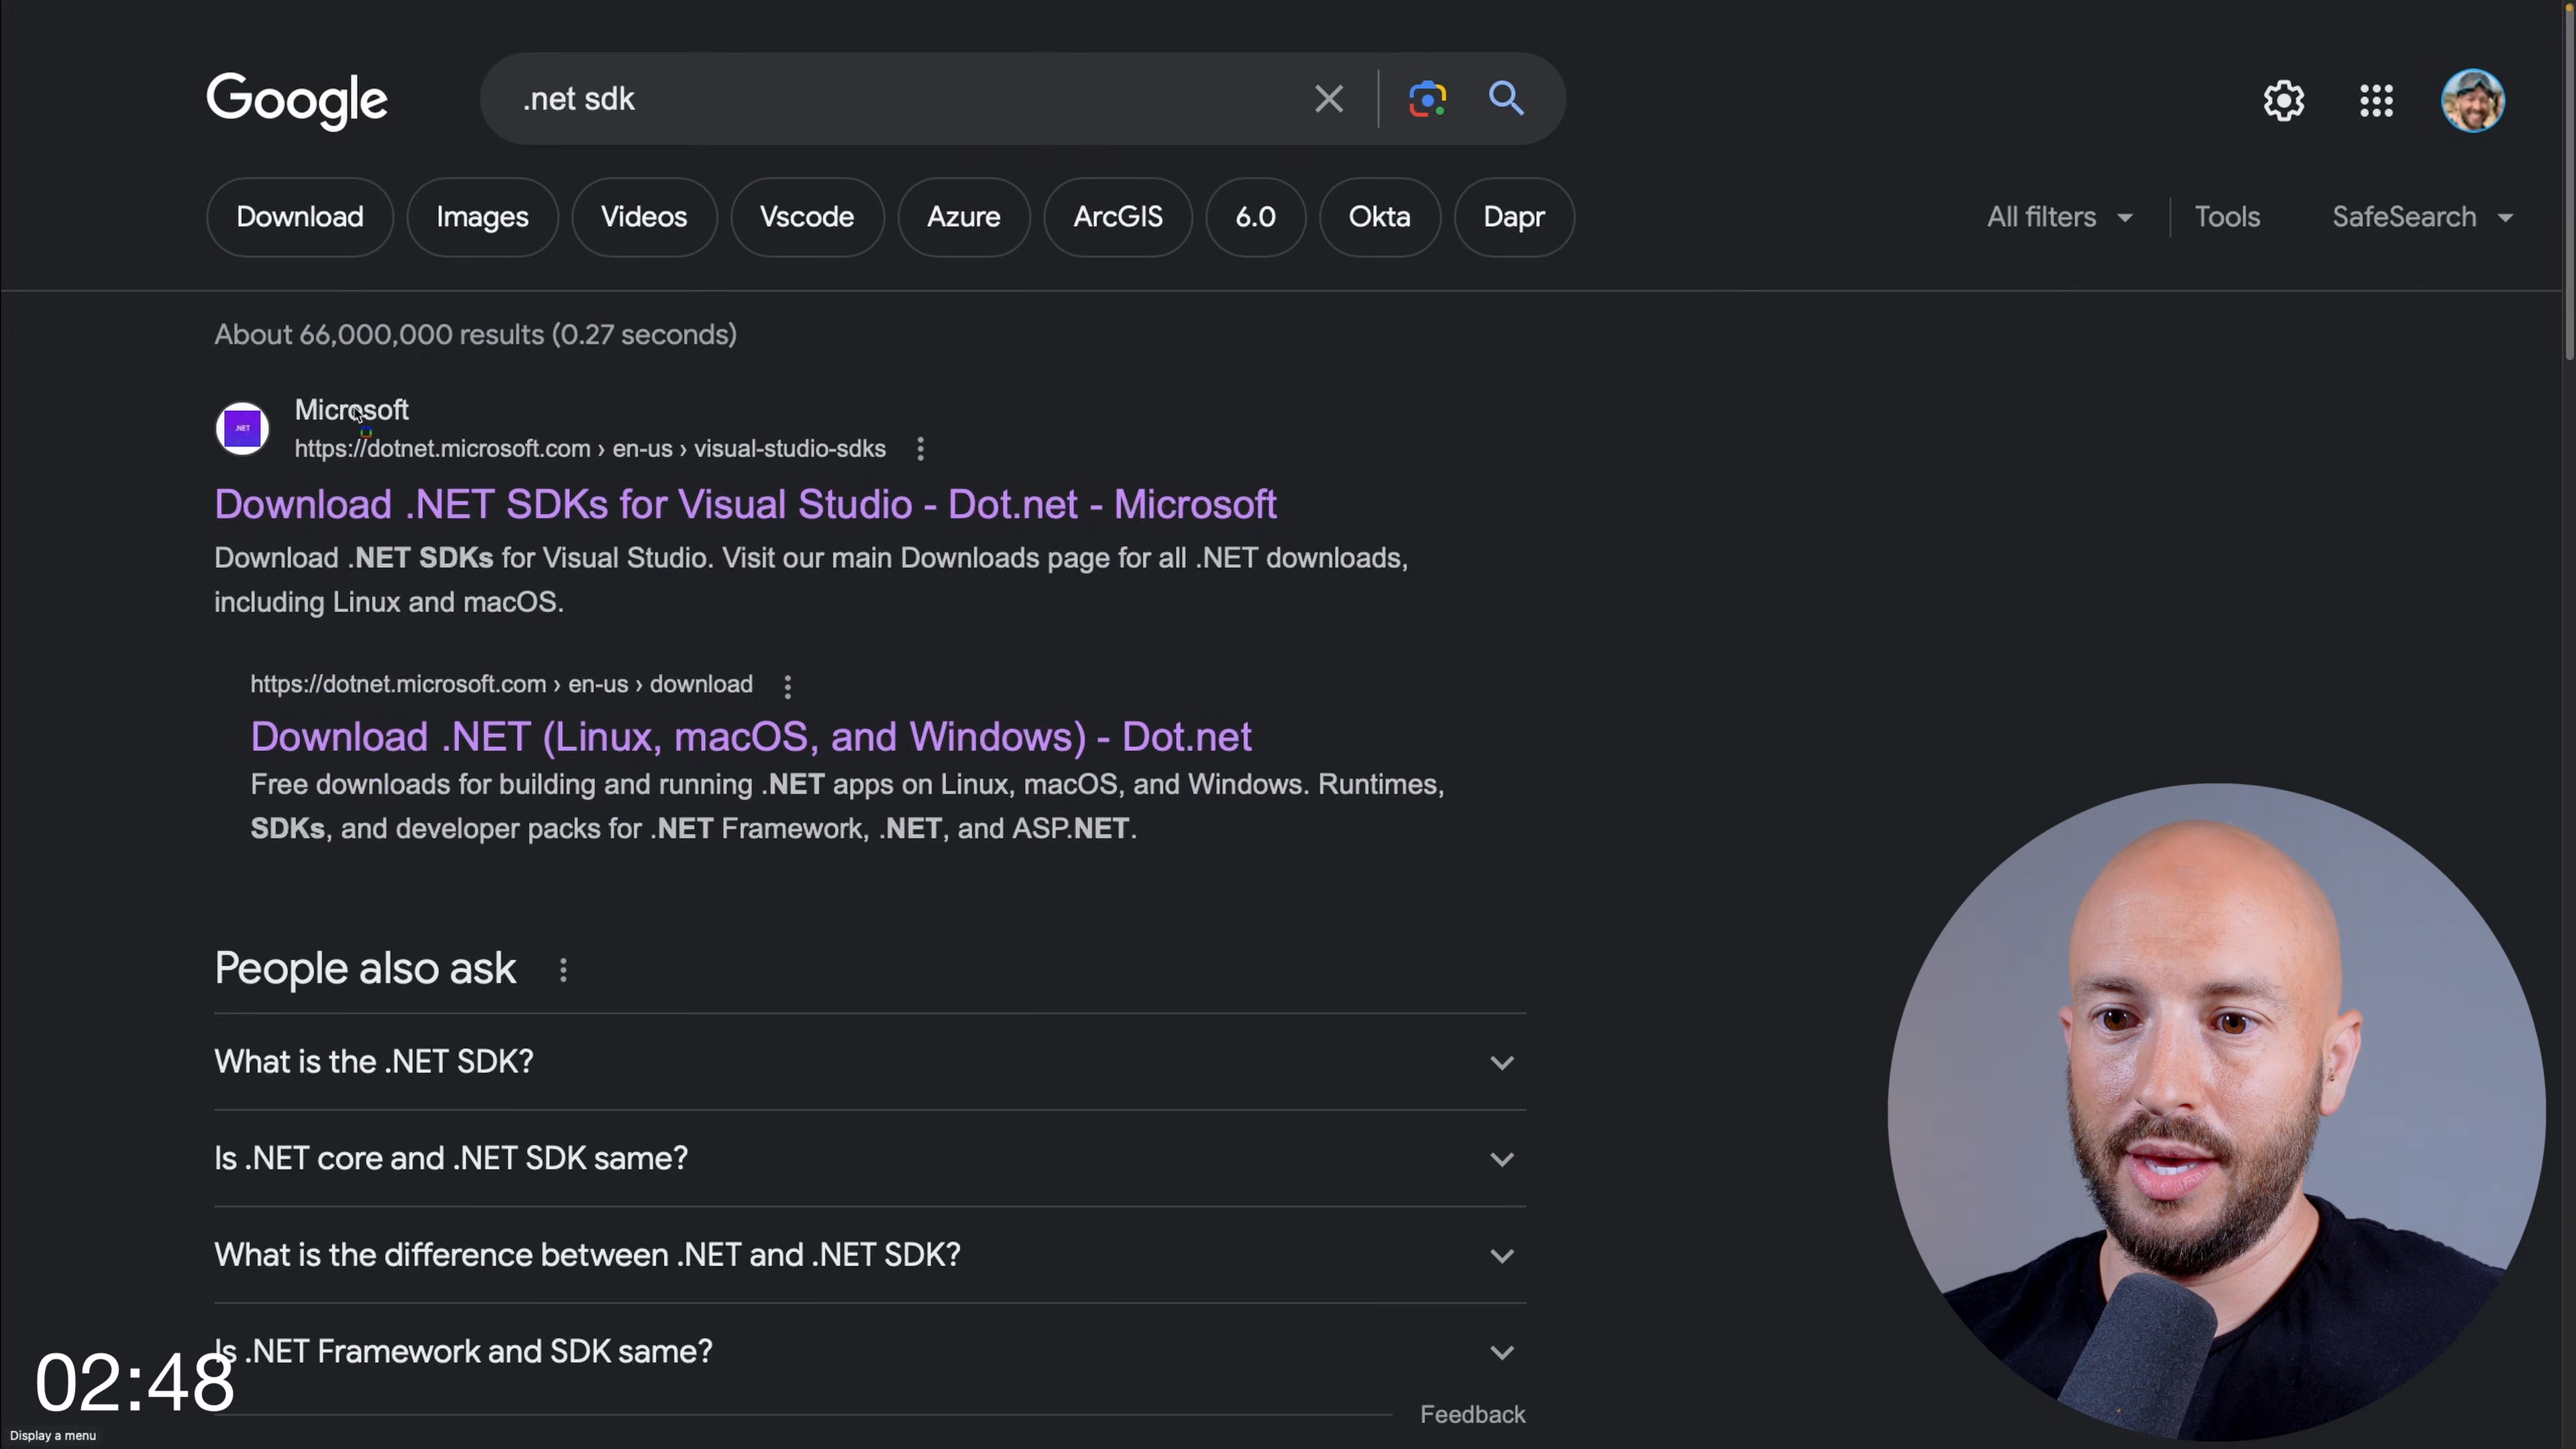 Google
.net sdk
Download Images Videos Vscode Azure ArcGIS 6.0 Okta Dapr
All filters Tools SafeSearch
About 66,000,000 results (0.27 seconds)
.NET
Microsoft
https://dotnet.microsoft.com › en-us › visual-studio-sdks
Download .NET SDKs for Visual Studio - Dot.net - Microsoft
Download .NET SDKs for Visual Studio. Visit our main Downloads page for all .NET downloads,
including Linux and macOS.
https://dotnet.microsoft.com › en-us › download
Download .NET (Linux, macOS, and Windows) - Dot.net
Free downloads for building and running .NET apps on Linux, macOS, and Windows. Runtimes,
SDKs, and developer packs for .NET Framework, .NET, and ASP.NET.
People also ask
What is the .NET SDK?
Is .NET core and .NET SDK same?
What is the difference between .NET and .NET SDK?
Is .NET Framework and SDK same?
02:48
Feedback
Display a menu